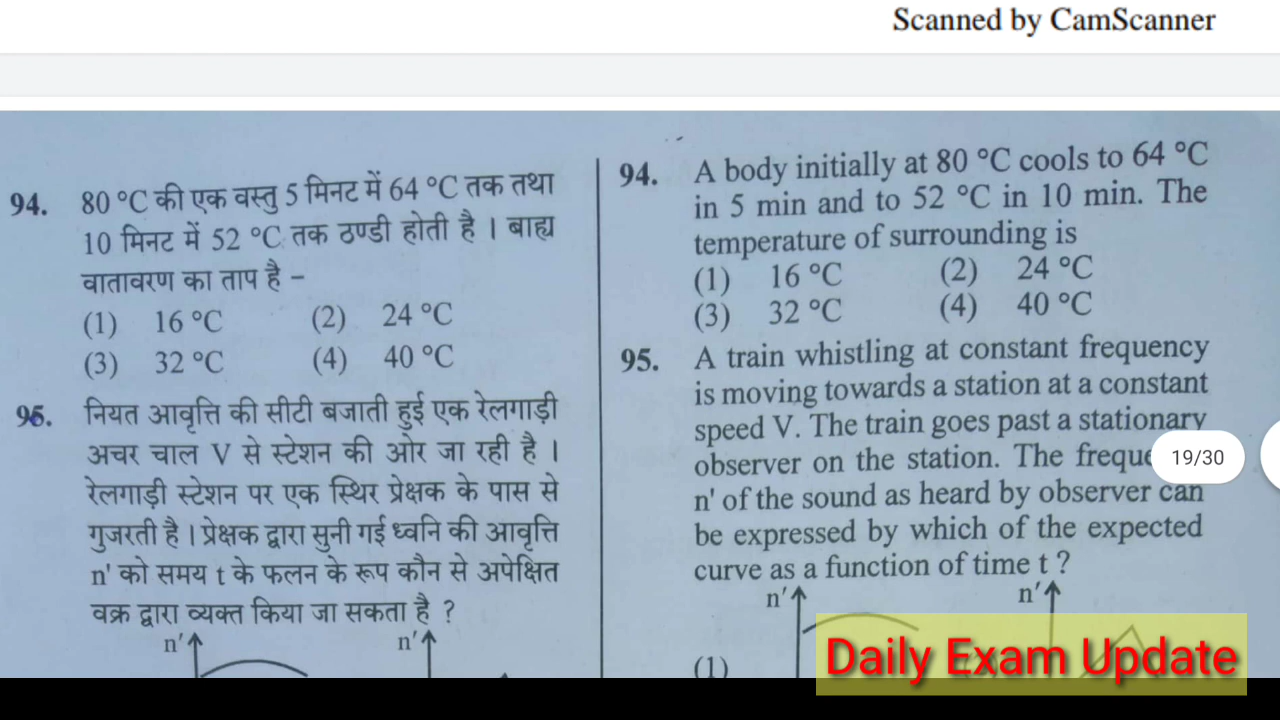 Scanned by CamScanner
94. 80 °C की एक वस्तु 5 मिनट में 64 °C तक तथा
10 मिनट में 52 °C तक ठण्डी होती है । बाह्य
वातावरण का ताप है –
(1) 16 °C (2) 24 °C
(3) 32 °C (4) 40 °C
95. नियत आवृत्ति की सीटी बजाती हुई एक रेलगाड़ी
अचर चाल V से स्टेशन की ओर जा रही है ।
रेलगाड़ी स्टेशन पर एक स्थिर प्रेक्षक के पास से
गुजरती है । प्रेक्षक द्वारा सुनी गई ध्वनि की आवृत्ति
n' को समय t के फलन के रूप कौन से अपेक्षित
वक्र द्वारा व्यक्त किया जा सकता है ?
n' n'
94. A body initially at 80 °C cools to 64 °C
in 5 min and to 52 °C in 10 min. The
temperature of surrounding is
(1) 16 °C (2) 24 °C
(3) 32 °C (4) 40 °C
95. A train whistling at constant frequency
is moving towards a station at a constant
speed V. The train goes past a stationary
observer on the station. The freque
n' of the sound as heard by observer can
be expressed by which of the expected
curve as a function of time t ?
n' n'
(1)
19/30
Daily Exam Update